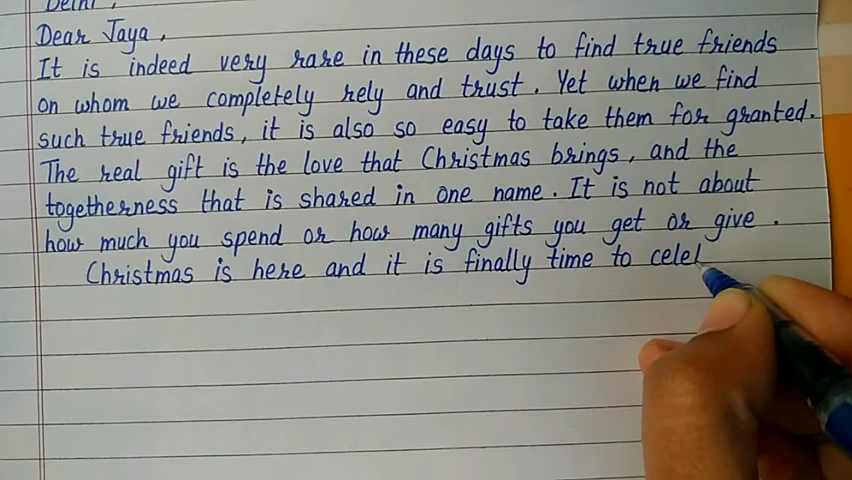 Delhi,
Dear Jaya,
It is indeed very rare in these days to find true friends
on whom we completely rely and trust. Yet when we find
such true friends, it is also so easy to take them for granted.
The real gift is the love that Christmas brings, and the
togetherness that is shared in one name. It is not about
how much you spend or how many gifts you get or give.
Christmas is here and it is finally time to celel